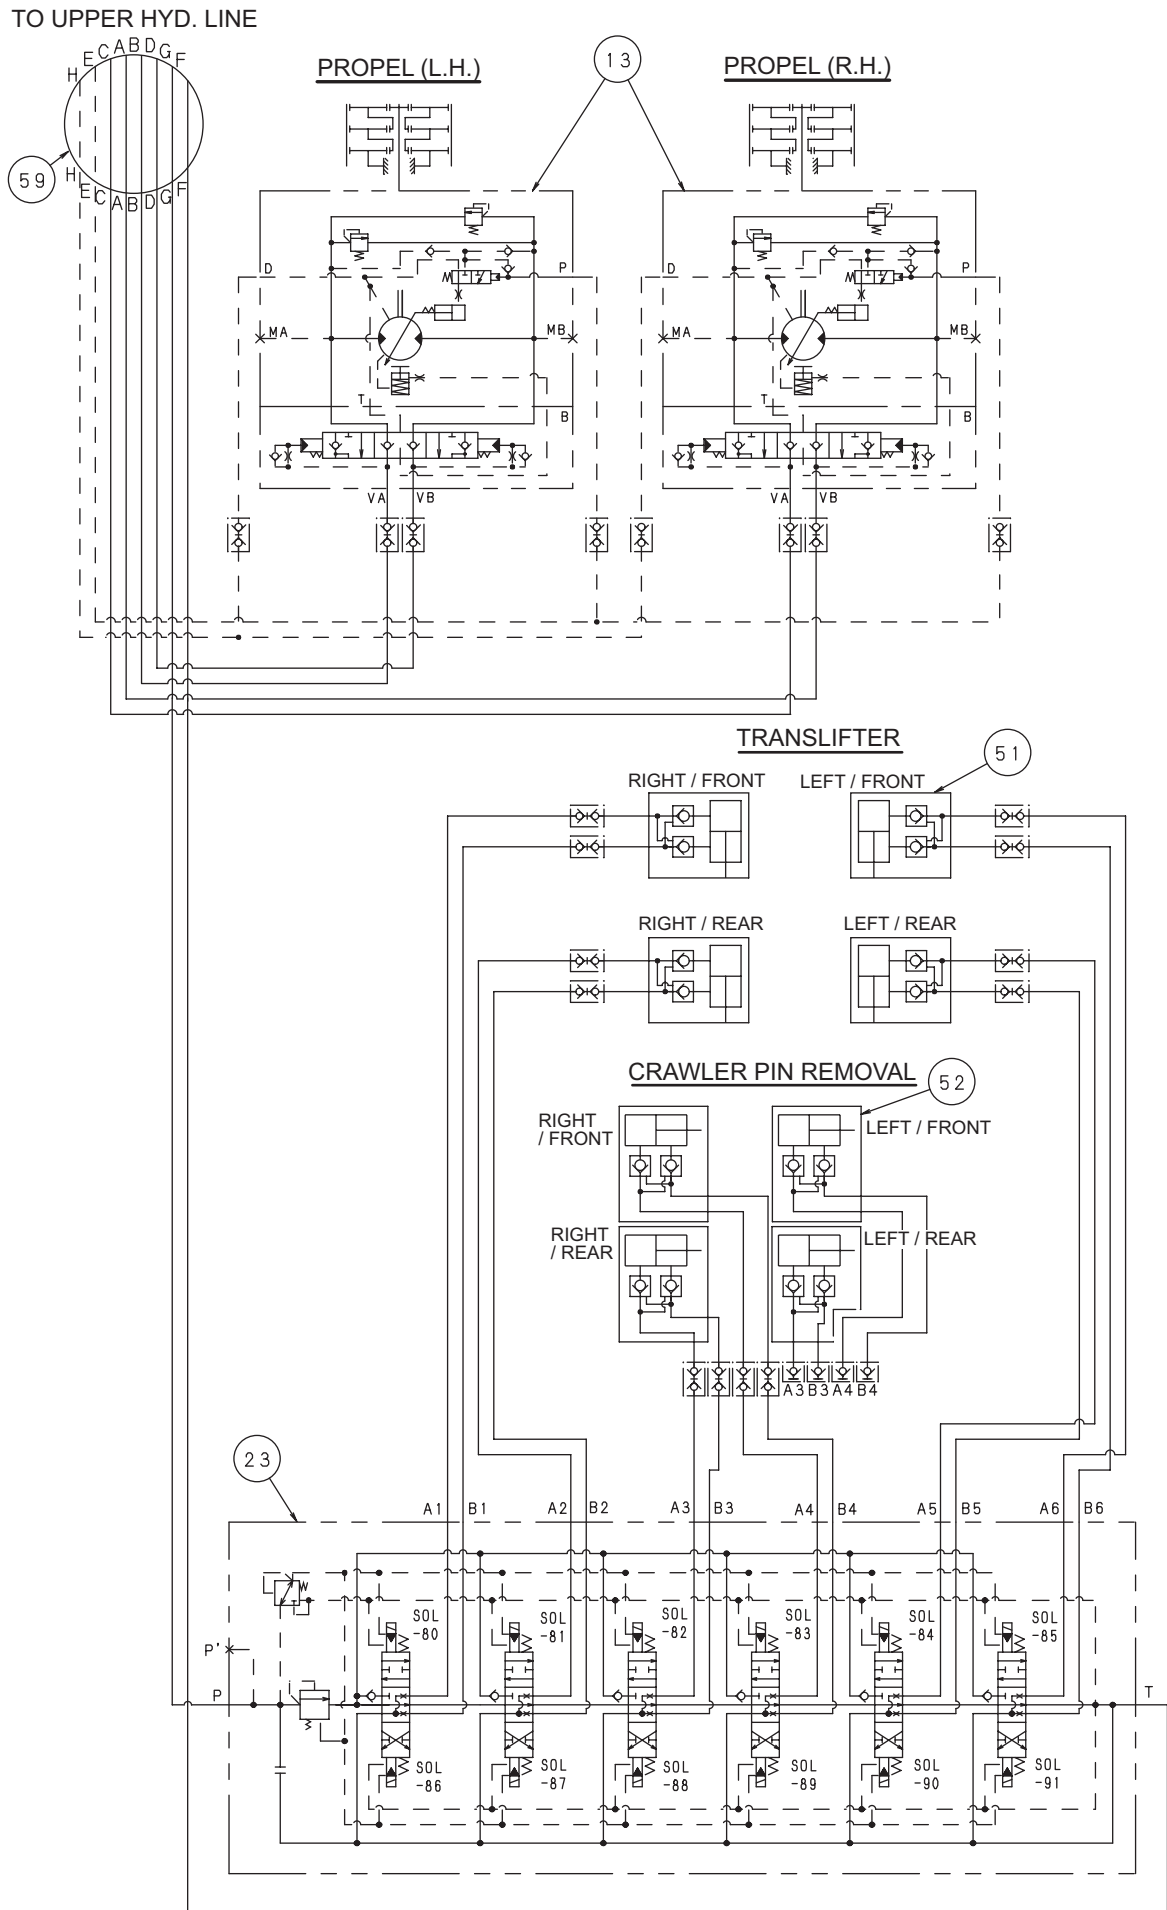 TO UPPER HYD. LINE
H E C A B D G F
59
H E C A B D G F
PROPEL (L.H.)
13
PROPEL (R.H.)
D P
MA MB
T
B
VA VB
D P
MA MB
T
B
VA VB
TRANSLIFTER
51
RIGHT / FRONT
LEFT / FRONT
RIGHT / REAR
LEFT / REAR
CRAWLER PIN REMOVAL
52
RIGHT
/ FRONT
LEFT / FRONT
RIGHT
/ REAR
LEFT / REAR
A3 B3 A4 B4
23
A1 B1 A2 B2 A3 B3 A4 B4 A5 B5 A6 B6
SOL
-80
SOL
-81
SOL
-82
SOL
-83
SOL
-84
SOL
-85
P'
P
T
SOL
-86
SOL
-87
SOL
-88
SOL
-89
SOL
-90
SOL
-91